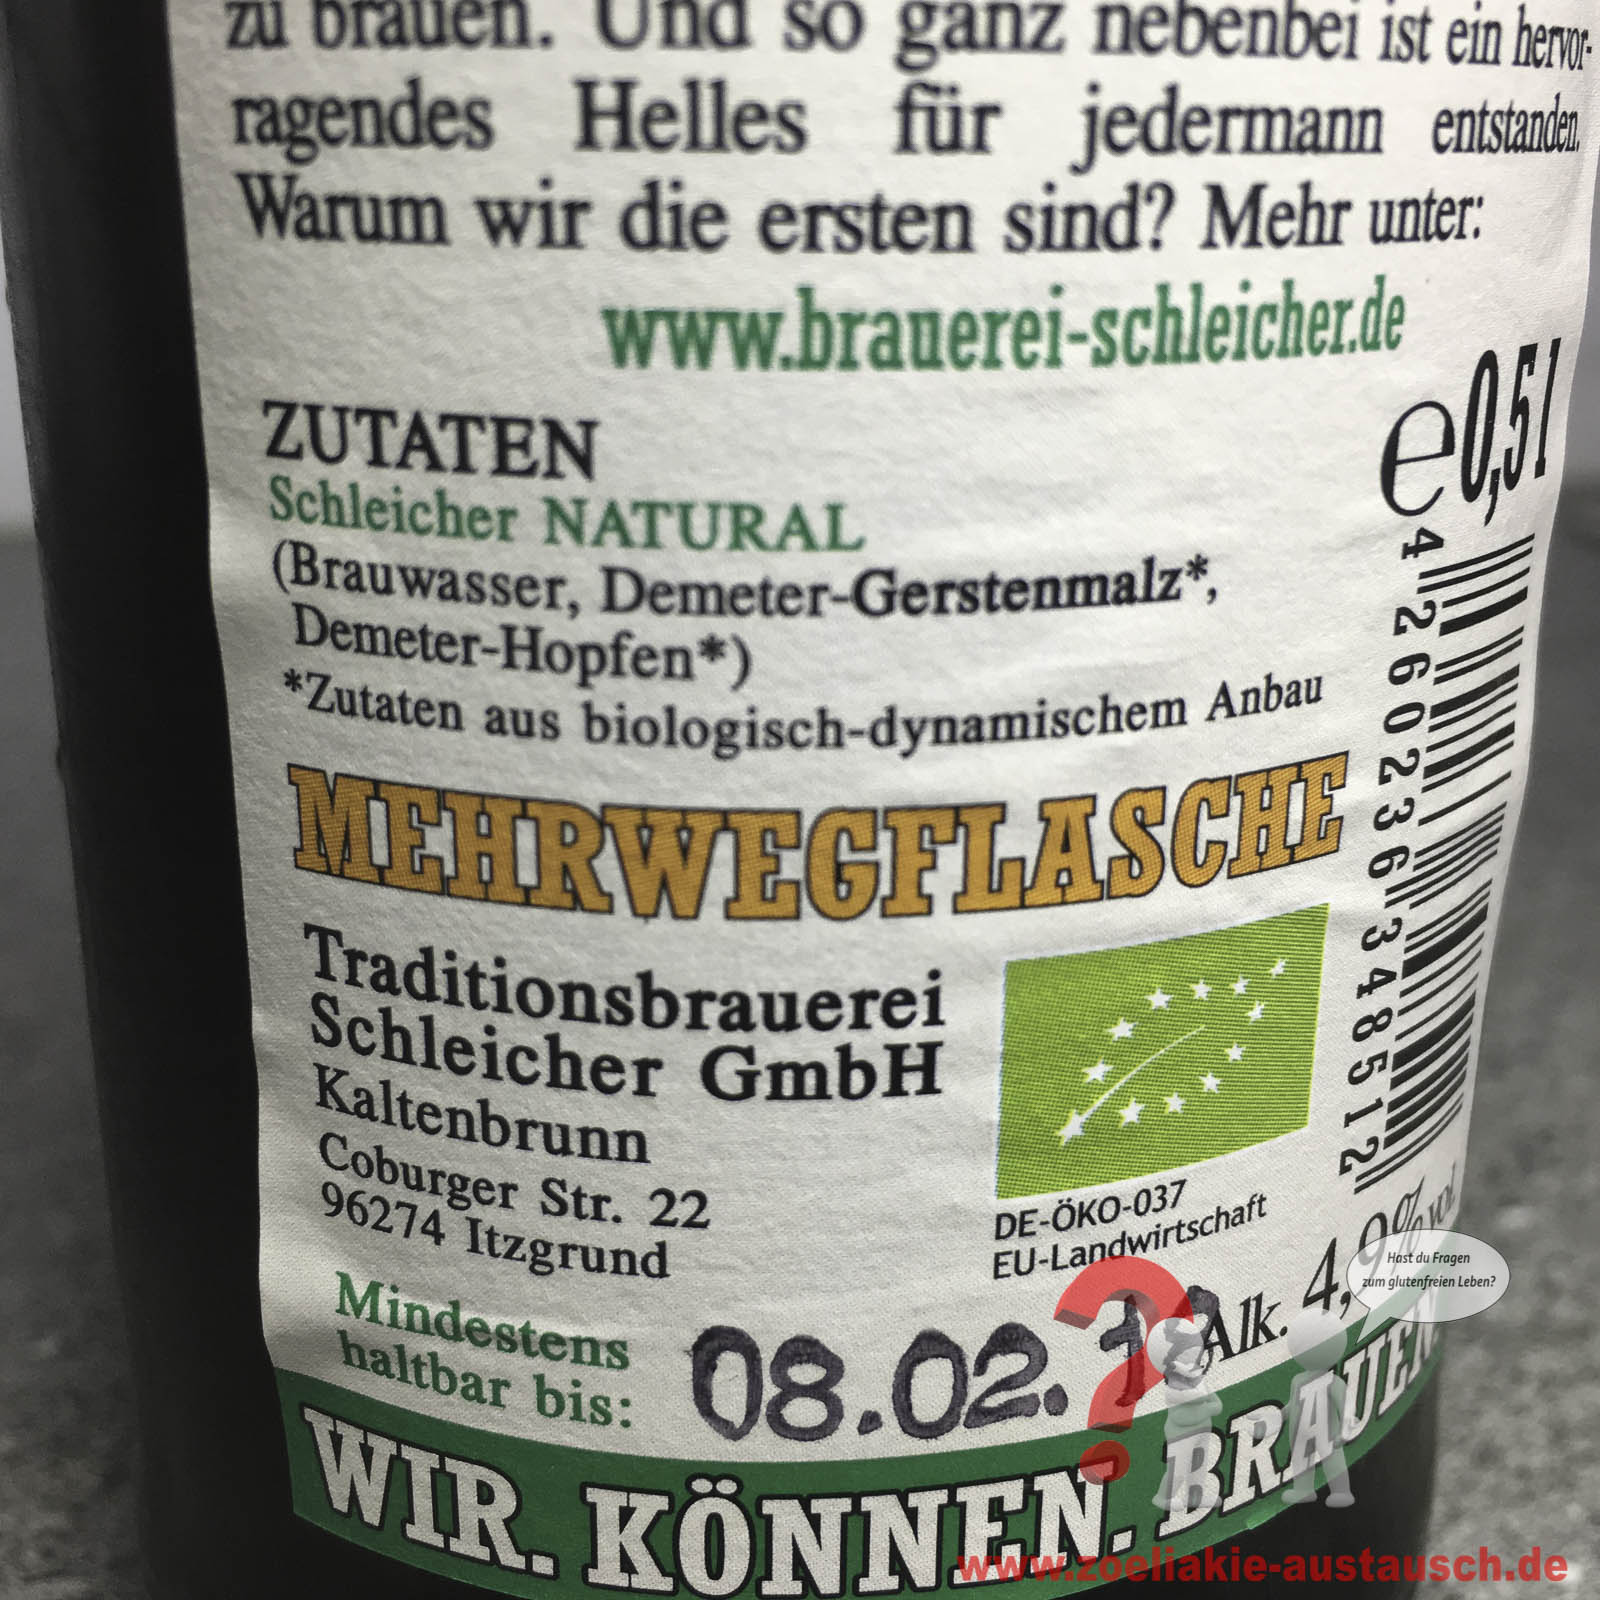 zu brauen. Und so ganz nebenbei ist ein hervor-
ragendes Helles für jedermann entstanden.
Warum wir die ersten sind? Mehr unter:
www.brauerei-schleicher.de
ZUTATEN
Schleicher NATURAL
(Brauwasser, Demeter-Gerstenmalz*,
Demeter-Hopfen*)
*Zutaten aus biologisch-dynamischem Anbau
e 0,5 l
4 260236 348512
MEHRWEGFLASCHE
Traditionsbrauerei
Schleicher GmbH
Kaltenbrunn
Coburger Str. 22
96274 Itzgrund
DE-ÖKO-037
EU-Landwirtschaft
Alk. 4,9% vol.
Mindestens
haltbar bis:
08.02.
WIR. KÖNNEN. BRAUEN.
Hast du Fragen
zum glutenfreien Leben?
?
www.zoeliakie-austausch.de